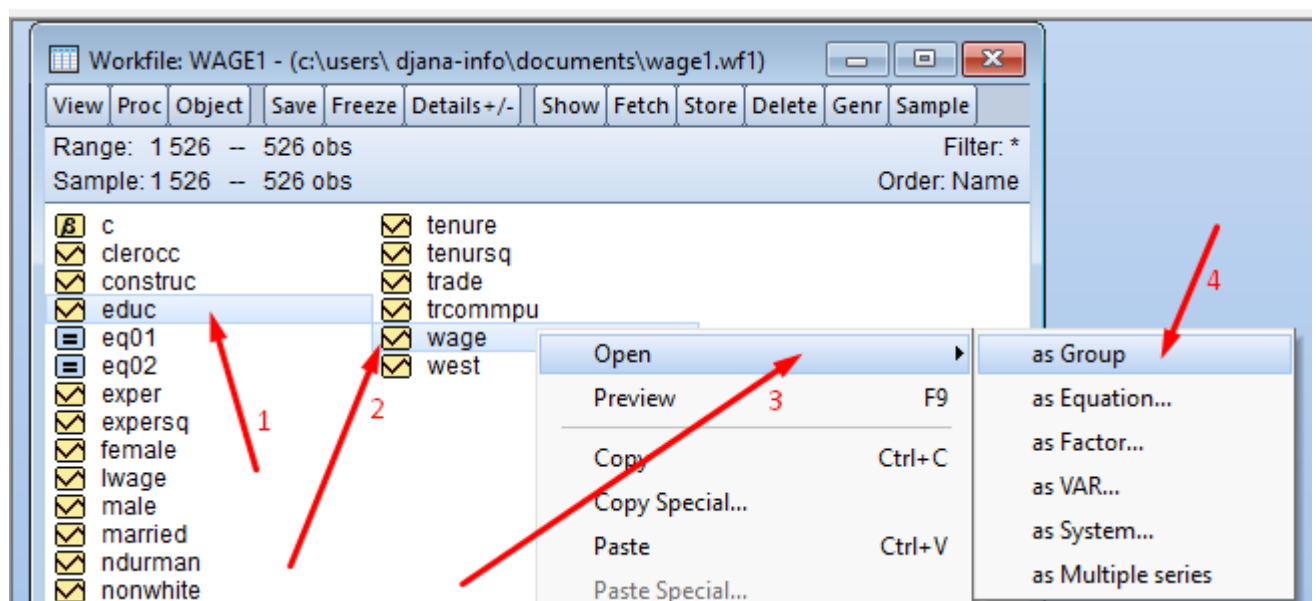 Workfile: WAGE1 - (c:\users\ djana-info\documents\wage1.wf1)
View Proc Object Save Freeze Details+/- Show Fetch Store Delete Genr Sample
Range: 1 526 -- 526 obs Filter: *
Sample: 1 526 -- 526 obs Order: Name
β c
clerocc
construc
educ
eq01
eq02
exper
expersq
female
lwage
male
married
ndurman
nonwhite
tenure
tenursq
trade
trcommpu
wage
west
1
2
3
4
Open
Preview F9
Copy Ctrl+C
Copy Special...
Paste Ctrl+V
Paste Special...
as Group
as Equation...
as Factor...
as VAR...
as System...
as Multiple series